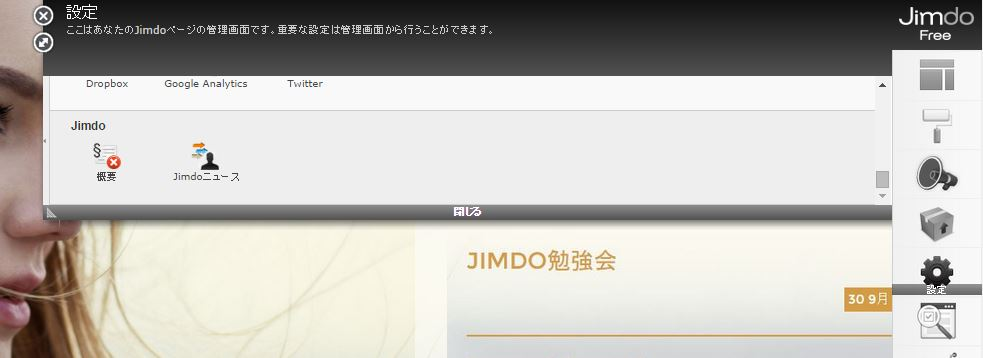 設定
ここはあなたのJimdoページの管理画面です。重要な設定は管理画面から行うことができます。
Jimdo
Free
Dropbox Google Analytics Twitter
Jimdo
§
概要 Jimdoニュース
閉じる
JIMDO勉強会
設定
30 9月